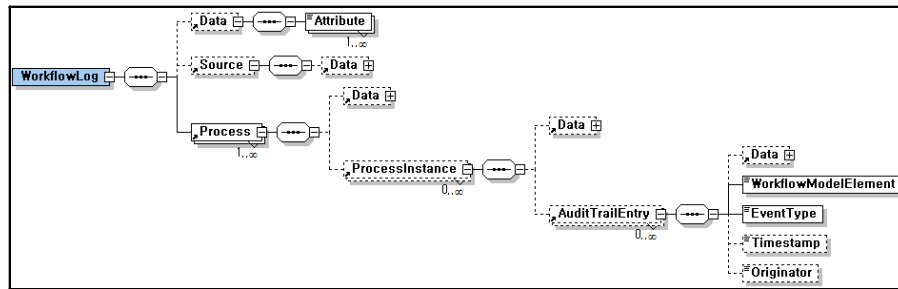 Data
Attribute
1..∞
Source
Data
WorkflowLog
Data
Process
1..∞
Data
ProcessInstance
0..∞
Data
WorkflowModelElement
AuditTrailEntry
EventType
0..∞
Timestamp
Originator